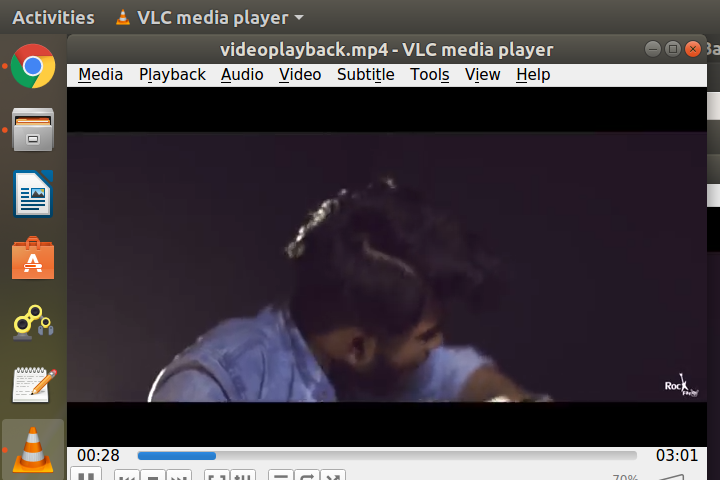 Activities VLC media player
videoplayback.mp4 - VLC media player
Media Playback Audio Video Subtitle Tools View Help
Rock
00:28 03:01
70%